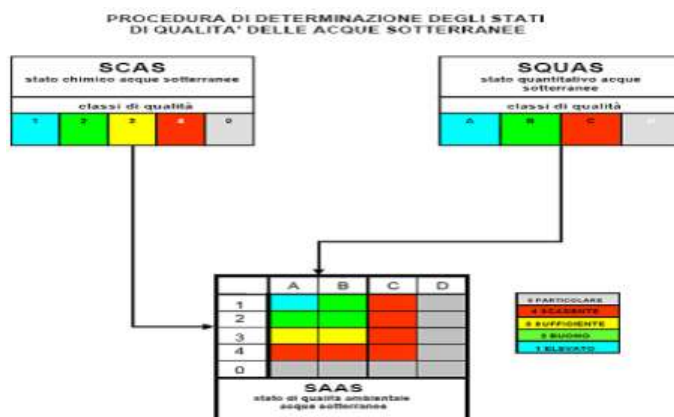 PROCEDURA DI DETERMINAZIONE DEGLI STATI
DI QUALITA' DELLE ACQUE SOTTERRANEE
SCAS
stato chimico acque sotterranee
classi di qualità
1 2 3 4 0
SQUAS
stato quantitativo acque
sotterranee
classi di qualità
A B C
A B C D
1
2
3
4
0
SAAS
stato di qualità ambientale
acque sotterranee
0 PARTICOLARE
4 SCADENTE
3 SUFFICIENTE
2 BUONO
1 ELEVATO